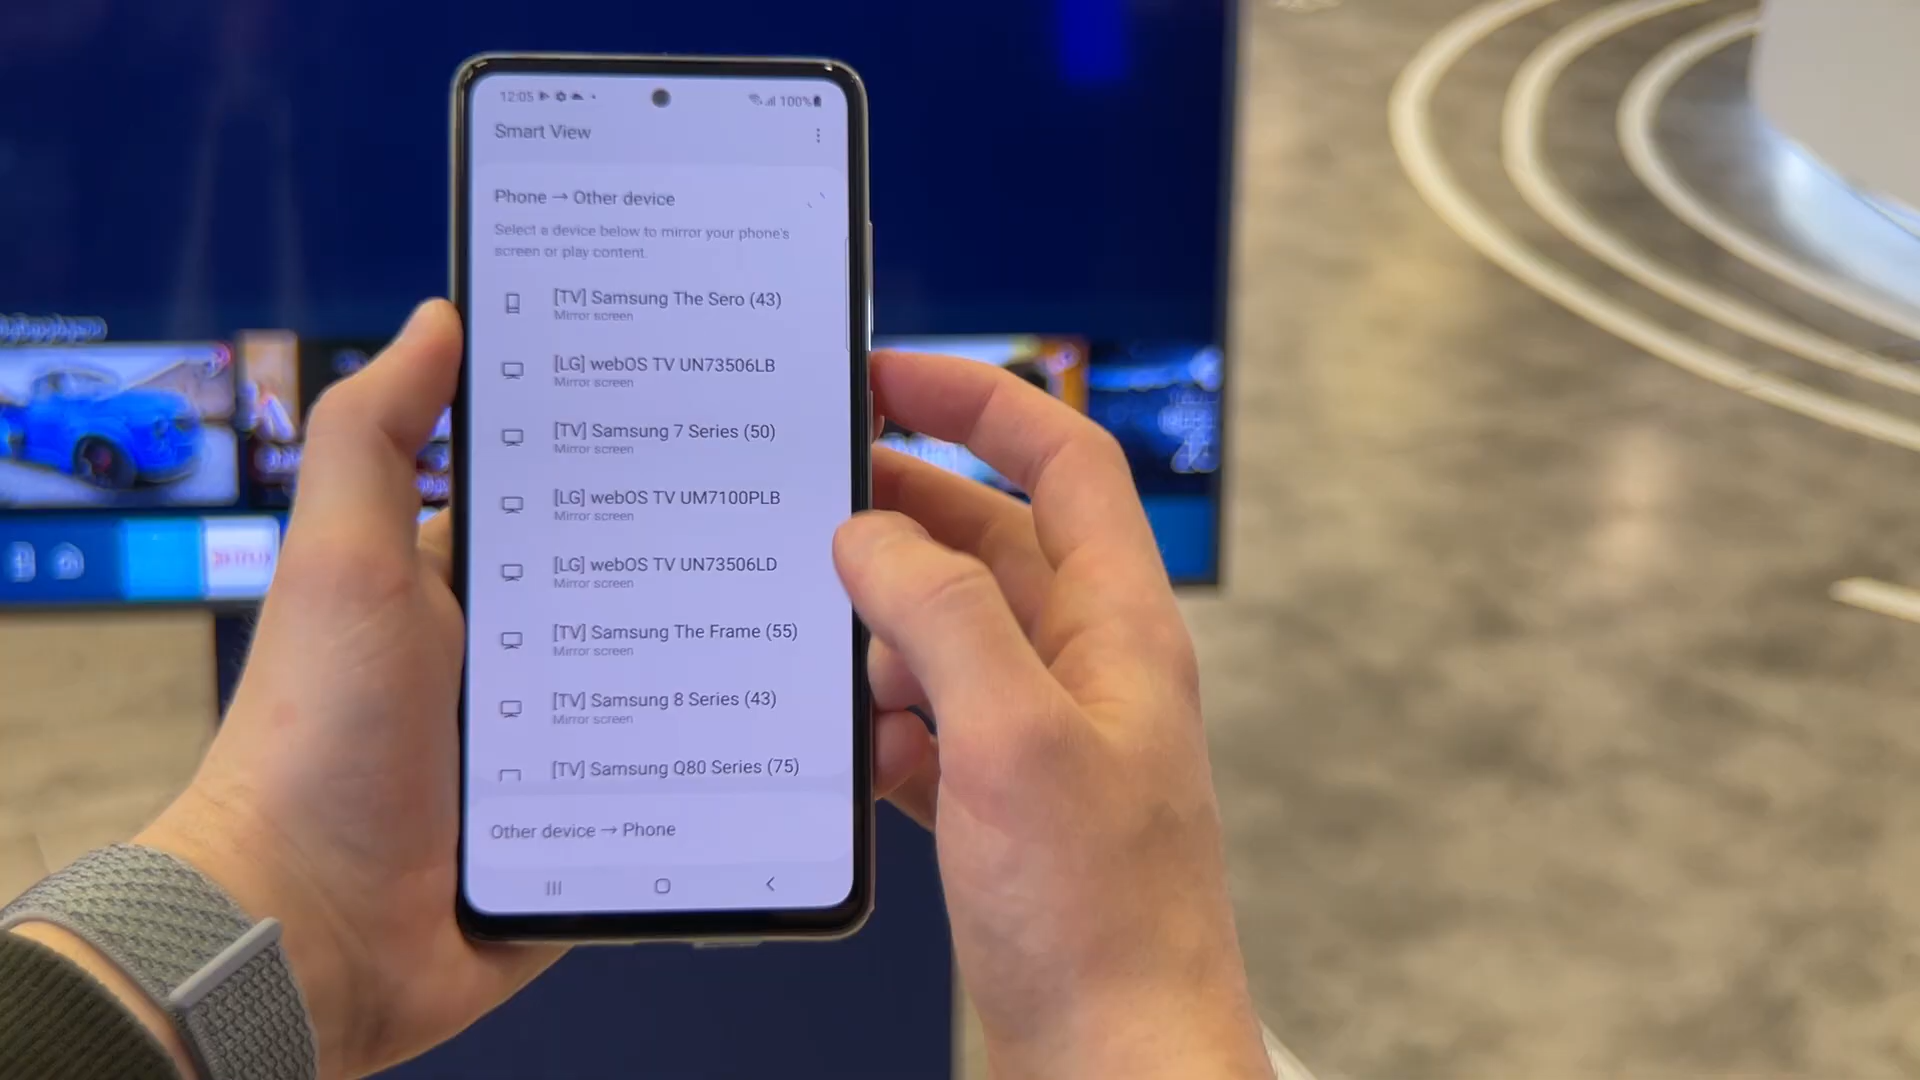 12:05
100%
Smart View
Phone → Other device
Select a device below to mirror your phone's
screen or play content.
[TV] Samsung The Sero (43)
Mirror screen
[LG] webOS TV UN73506LB
Mirror screen
[TV] Samsung 7 Series (50)
Mirror screen
[LG] webOS TV UM7100PLB
Mirror screen
[LG] webOS TV UN73506LD
Mirror screen
[TV] Samsung The Frame (55)
Mirror screen
[TV] Samsung 8 Series (43)
Mirror screen
[TV] Samsung Q80 Series (75)
Other device → Phone